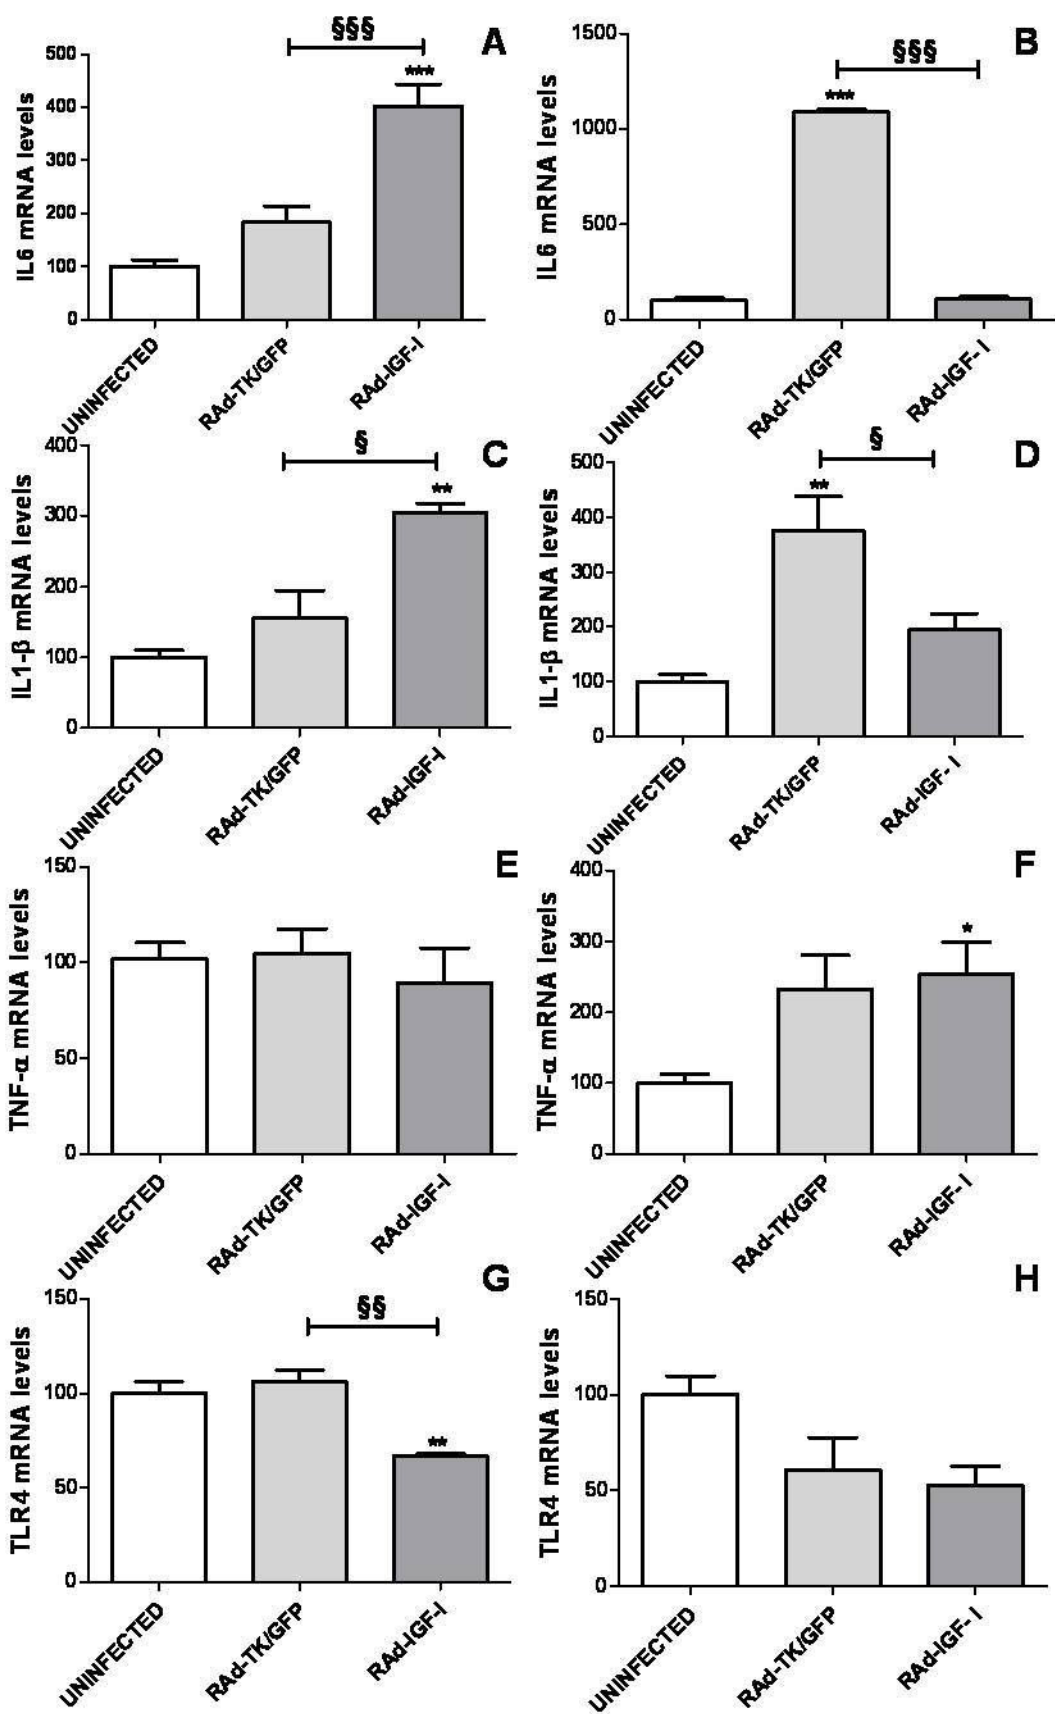 §§§
A
***
IL6 mRNA levels
500
400
300
200
100
0
UNINFECTED
RAd-TK/GFP
RAd-IGF-I
§§§
B
***
IL6 mRNA levels
1500
1000
500
0
UNINFECTED
RAd-TK/GFP
RAd-IGF- I
§
C
**
IL1-β mRNA levels
400
300
200
100
0
UNINFECTED
RAd-TK/GFP
RAd-IGF-I
§
D
**
IL1-β mRNA levels
500
400
300
200
100
0
UNINFECTED
RAd-TK/GFP
RAd-IGF- I
E
TNF-α mRNA levels
150
100
50
0
UNINFECTED
RAd-TK/GFP
RAd-IGF-I
F
*
TNF-α mRNA levels
400
300
200
100
0
UNINFECTED
RAd-TK/GFP
RAd-IGF- I
§§
G
**
TLR4 mRNA levels
150
100
50
0
UNINFECTED
RAd-TK/GFP
RAd-IGF-I
H
TLR4 mRNA levels
150
100
50
0
UNINFECTED
RAd-TK/GFP
RAd-IGF- I